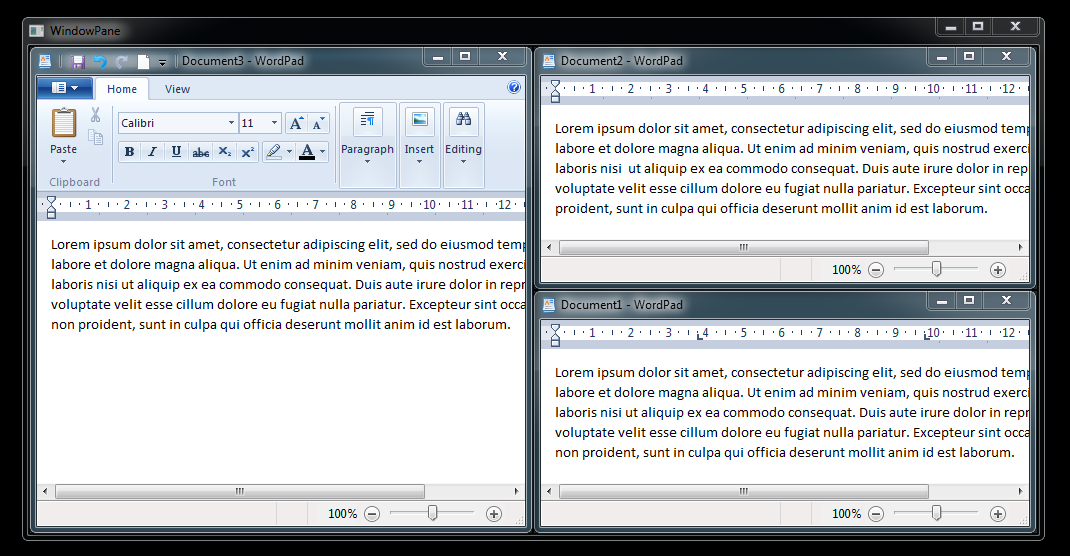 WindowPane
Document3 - WordPad
Home View
Calibri 11
Paste
B I U abc X₂ X²  A
Paragraph Insert Editing
Clipboard Font
1 2 3 4 5 6 7 8 9 10 11 12
Lorem ipsum dolor sit amet, consectetur adipiscing elit, sed do eiusmod temp
labore et dolore magna aliqua. Ut enim ad minim veniam, quis nostrud exerci
laboris nisi ut aliquip ex ea commodo consequat. Duis aute irure dolor in repr
voluptate velit esse cillum dolore eu fugiat nulla pariatur. Excepteur sint occa
non proident, sunt in culpa qui officia deserunt mollit anim id est laborum.
100%
Document2 - WordPad
1 2 3 4 5 6 7 8 9 10 11 12
Lorem ipsum dolor sit amet, consectetur adipiscing elit, sed do eiusmod temp
labore et dolore magna aliqua. Ut enim ad minim veniam, quis nostrud exerci
laboris nisi  ut aliquip ex ea commodo consequat. Duis aute irure dolor in rep
voluptate velit esse cillum dolore eu fugiat nulla pariatur. Excepteur sint occa
proident, sunt in culpa qui officia deserunt mollit anim id est laborum.
100%
Document1 - WordPad
1 2 3 4 5 6 7 8 9 10 11 12
Lorem ipsum dolor sit amet, consectetur adipiscing elit, sed do eiusmod temp
labore et dolore magna aliqua. Ut enim ad minim veniam, quis nostrud exerci
laboris nisi ut aliquip ex ea commodo consequat. Duis aute irure dolor in repr
voluptate velit esse cillum dolore eu fugiat nulla pariatur. Excepteur sint occa
non proident, sunt in culpa qui officia deserunt mollit anim id est laborum.
100%